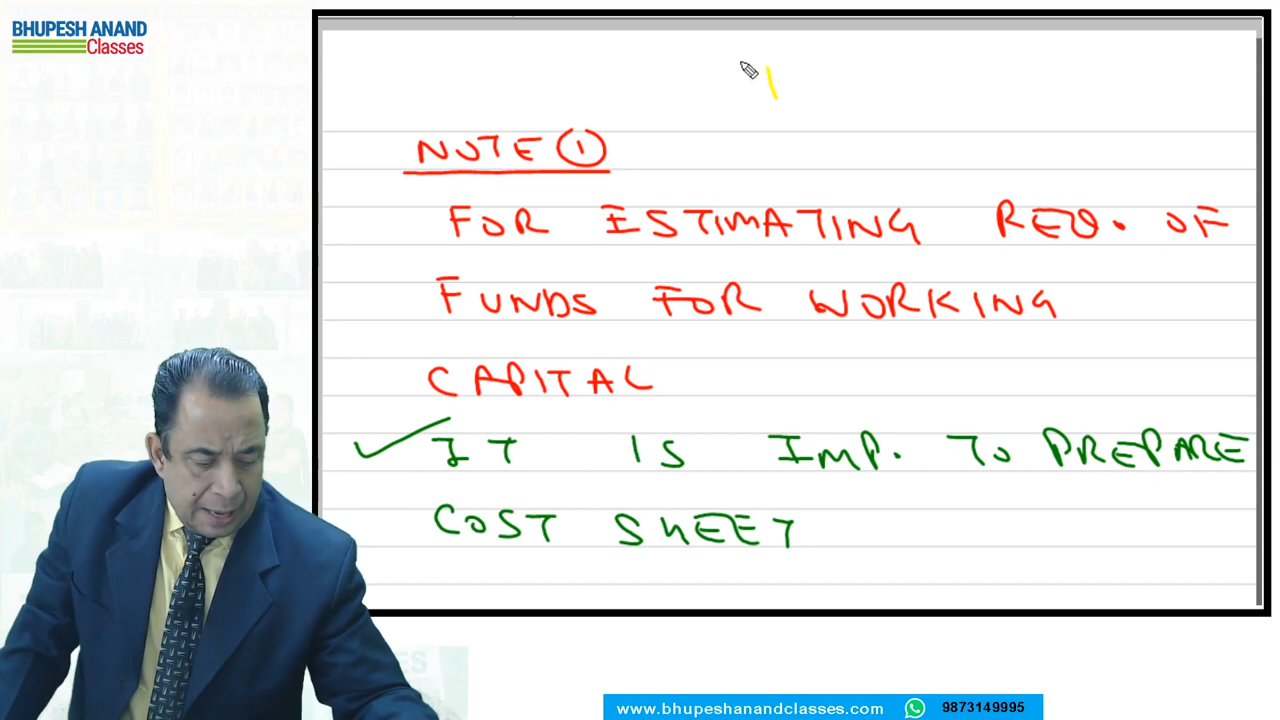 BHUPESH ANAND
Classes
NOTE ①
FOR ESTIMATING REQ. OF
FUNDS FOR WORKING
CAPITAL
✓ IT IS IMP. TO PREPARE
COST SHEET
www.bhupeshanandclasses.com 9873149995